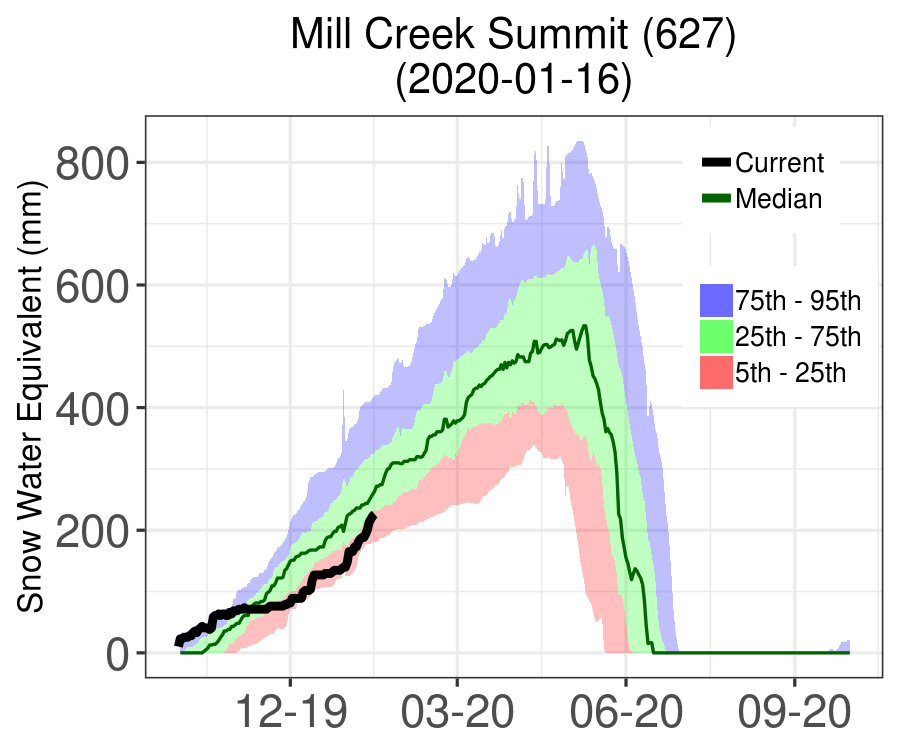 Mill Creek Summit (627)
(2020-01-16)
Snow Water Equivalent (mm)
800
600
400
200
0
Current
Median
75th - 95th
25th - 75th
5th - 25th
12-19 03-20 06-20 09-20